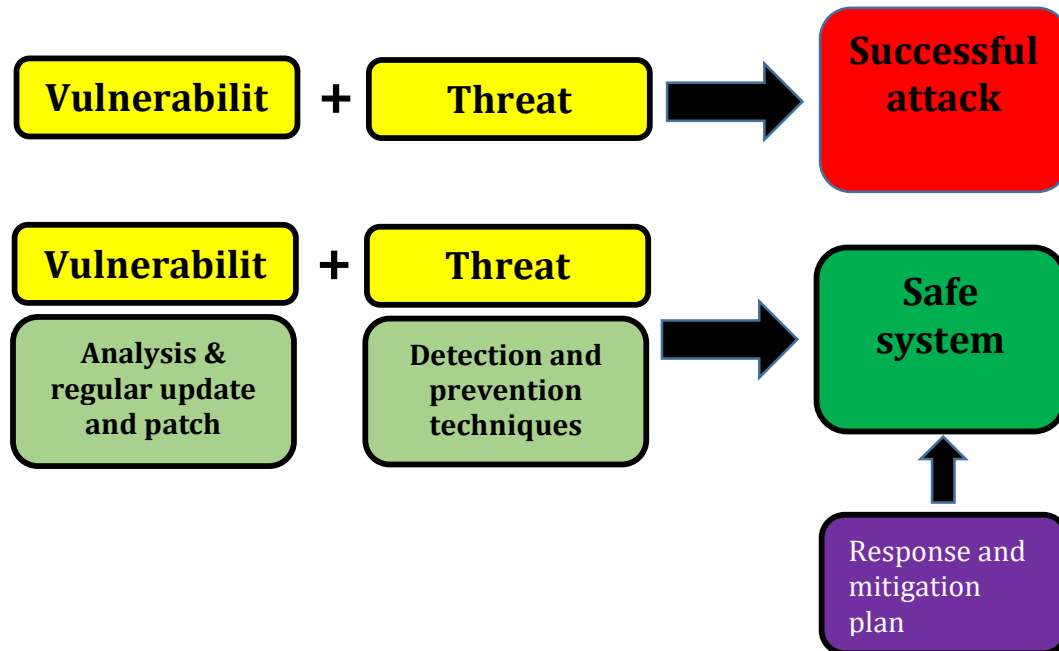 Vulnerabilit + Threat
Successful
attack
Vulnerabilit + Threat
Analysis &
regular update
and patch
Detection and
prevention
techniques
Safe
system
Response and
mitigation
plan